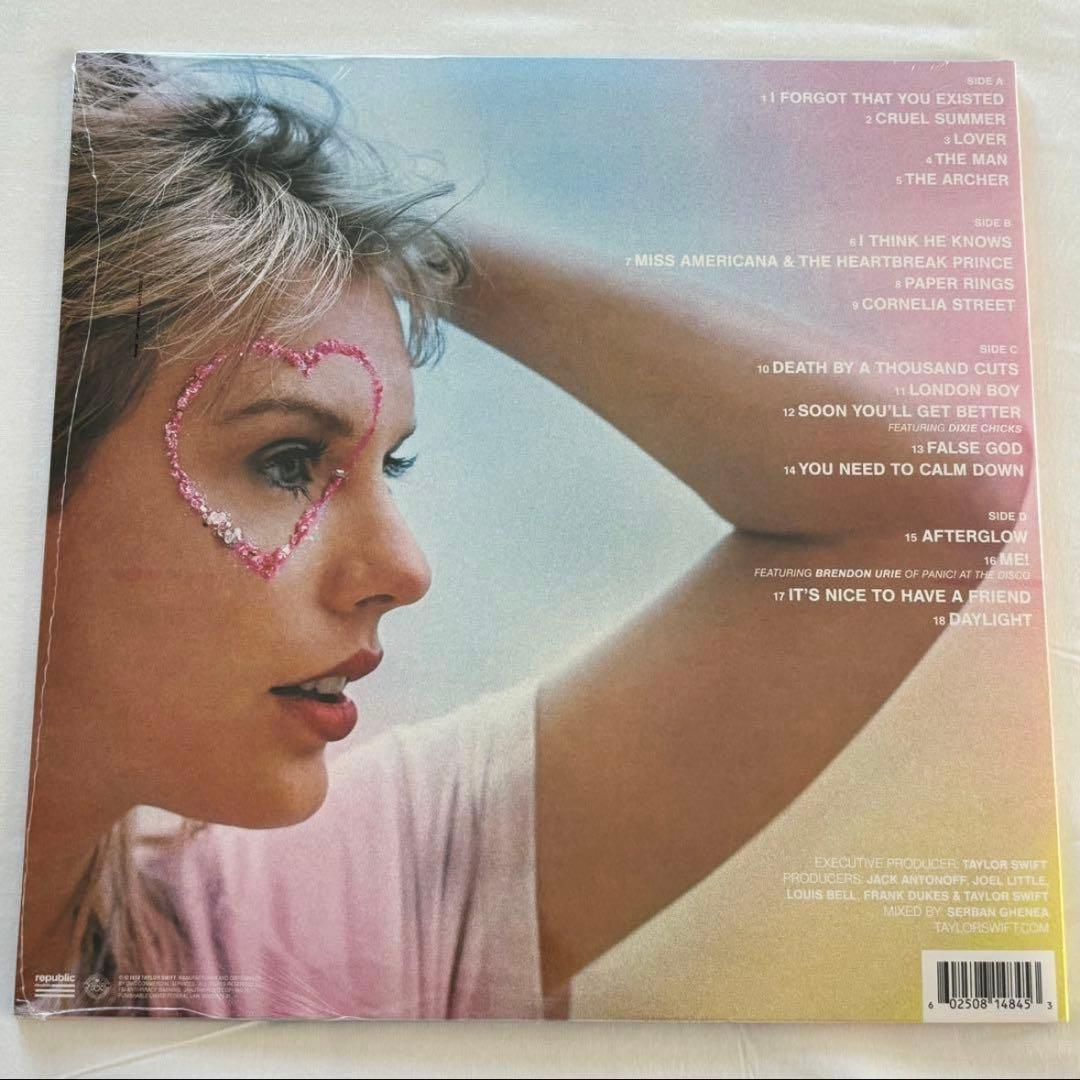 SIDE A
1 I FORGOT THAT YOU EXISTED
2 CRUEL SUMMER
3 LOVER
4 THE MAN
5 THE ARCHER
SIDE B
6 I THINK HE KNOWS
7 MISS AMERICANA & THE HEARTBREAK PRINCE
8 PAPER RINGS
9 CORNELIA STREET
SIDE C
10 DEATH BY A THOUSAND CUTS
11 LONDON BOY
12 SOON YOU'LL GET BETTER
FEATURING DIXIE CHICKS
13 FALSE GOD
14 YOU NEED TO CALM DOWN
SIDE D
15 AFTERGLOW
16 ME!
FEATURING BRENDON URIE OF PANIC! AT THE DISCO
17 IT'S NICE TO HAVE A FRIEND
18 DAYLIGHT
EXECUTIVE PRODUCER: TAYLOR SWIFT
PRODUCERS: JACK ANTONOFF, JOEL LITTLE,
LOUIS BELL, FRANK DUKES & TAYLOR SWIFT
MIXED BY: SERBAN GHENEA
TAYLORSWIFT.COM
republic
6 02508 14845 3